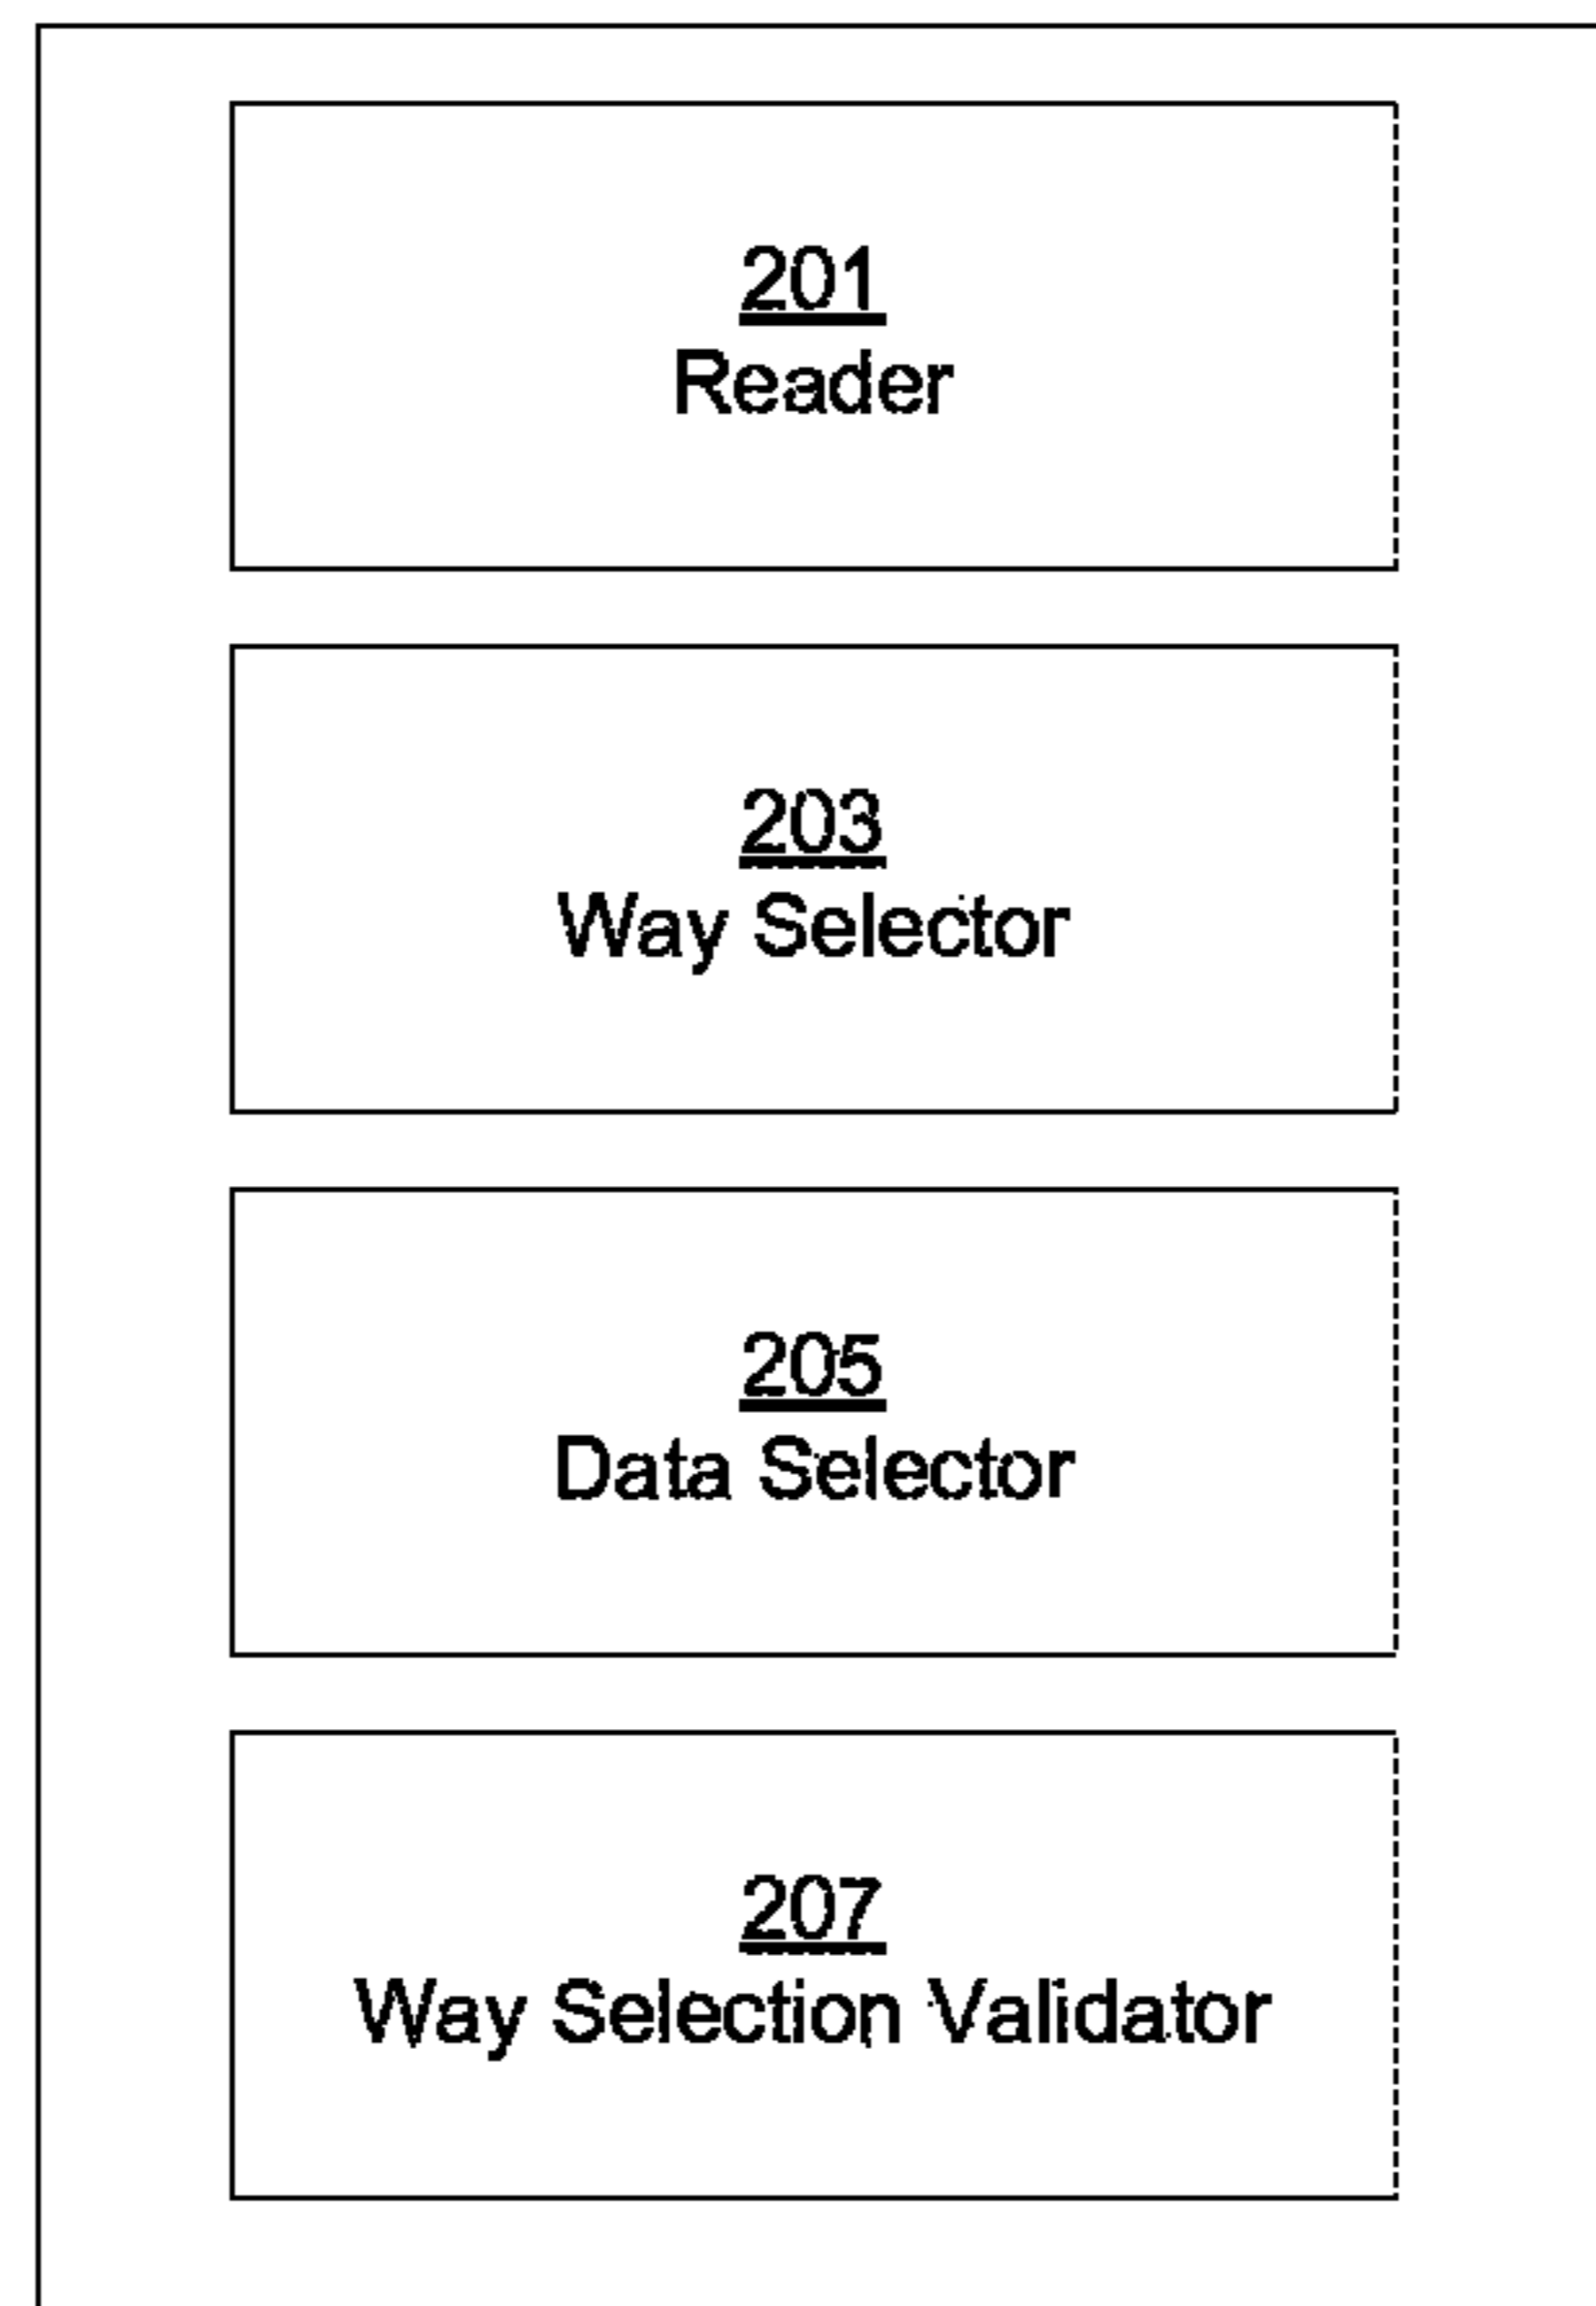 201
Reader
203
Way Selector
205
Data Selector
207
Way Selection Validator